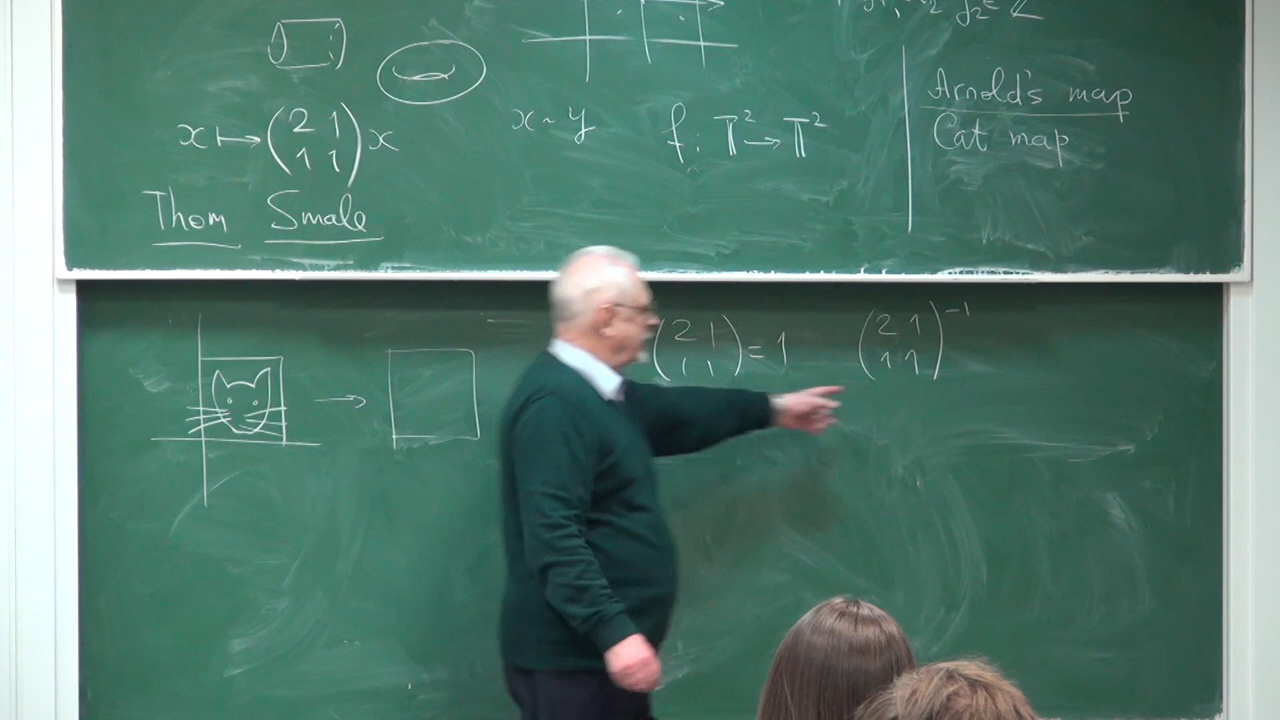 Arnold's map
Cat map
x ↦ (2 1
1 1) x
x ~ y
f: 𝕋² → 𝕋²
Thom Smale
(2 1
1 1) = 1
(2 1
1 1)⁻¹